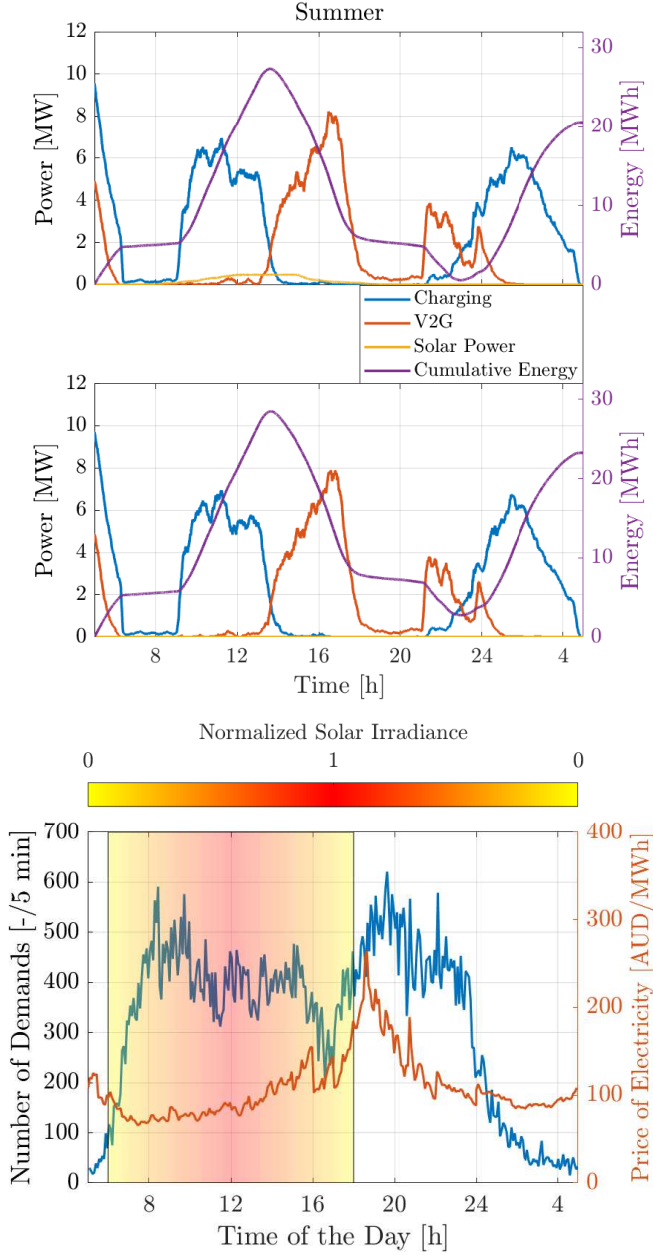 Summer
12
10
8
6
4
2
0
Power [MW]
30
20
10
0
Energy [MWh]
Charging
V2G
Solar Power
Cumulative Energy
12
10
8
6
4
2
0
Power [MW]
30
20
10
0
Energy [MWh]
8 12 16 20 24 4
Time [h]
Normalized Solar Irradiance
0 1 0
700
600
500
400
300
200
100
0
Number of Demands [-/5 min]
400
300
200
100
0
Price of Electricity [AUD/MWh]
8 12 16 20 24 4
Time of the Day [h]